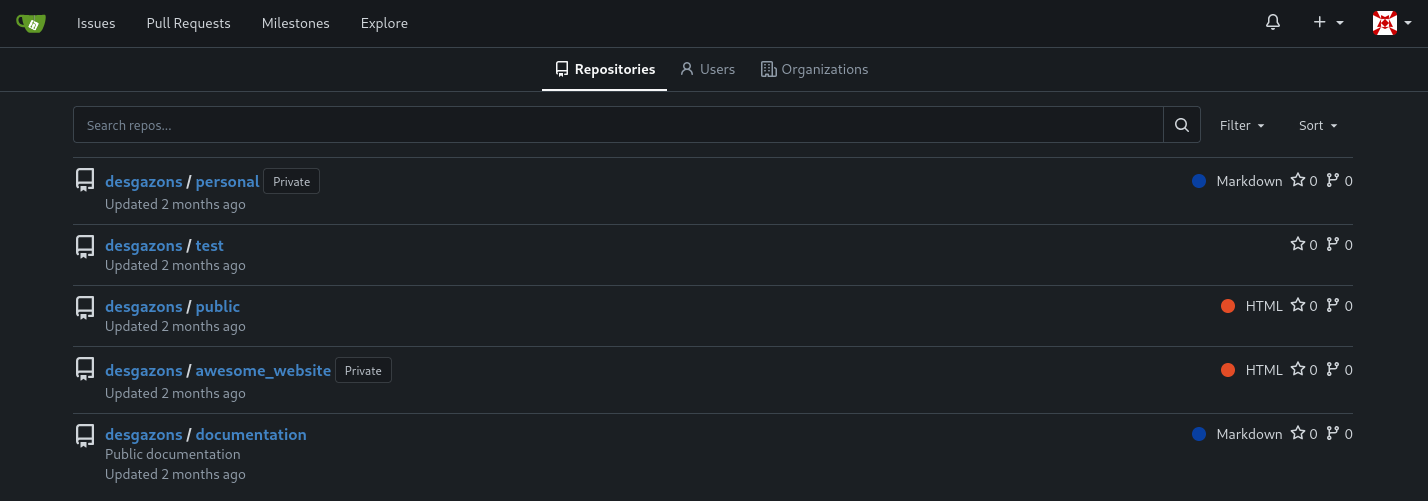 Issues Pull Requests Milestones Explore
Repositories Users Organizations
Search repos... Filter Sort
desgazons / personal Private Markdown 0 0
Updated 2 months ago
desgazons / test 0 0
Updated 2 months ago
desgazons / public HTML 0 0
Updated 2 months ago
desgazons / awesome_website Private HTML 0 0
Updated 2 months ago
desgazons / documentation Markdown 0 0
Public documentation
Updated 2 months ago